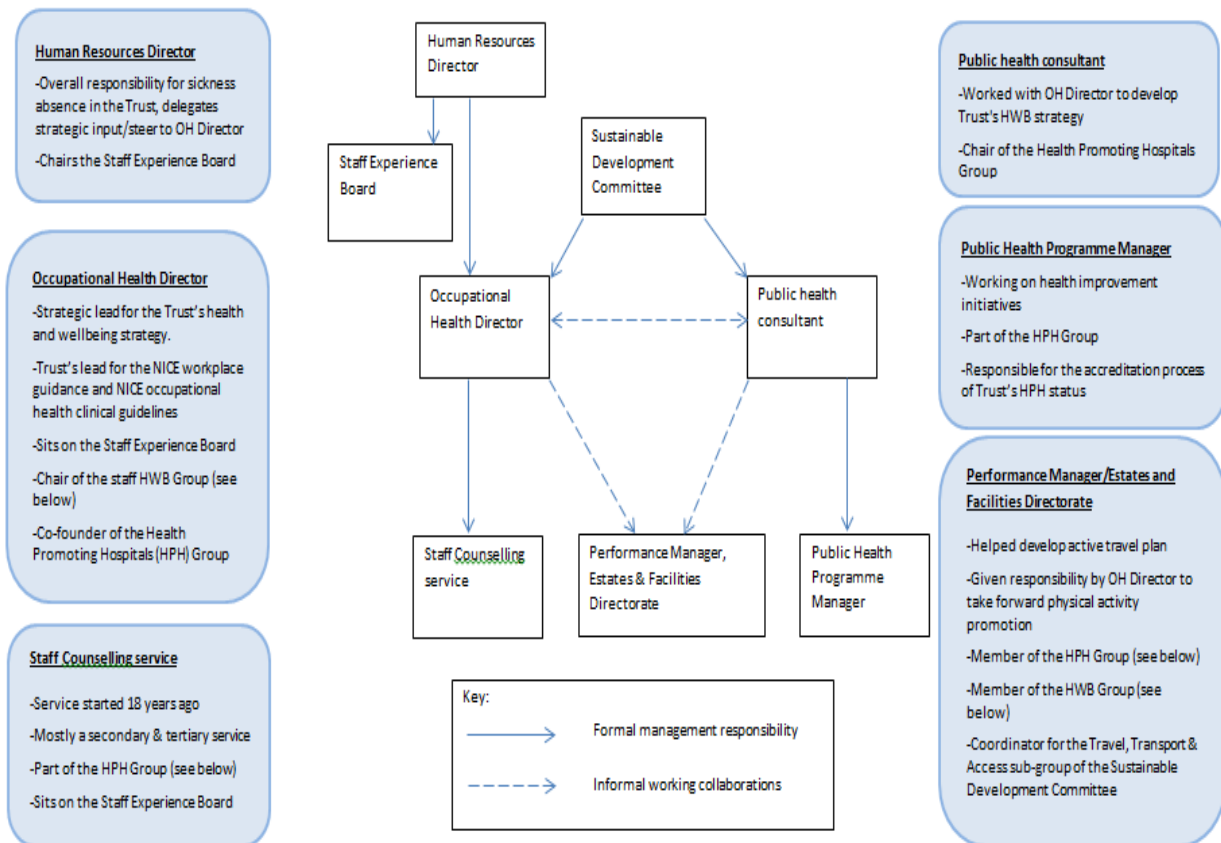 Human Resources Director
-Overall responsibility for sickness
absence in the Trust, delegates
strategic input/steer to OH Director
-Chairs the Staff Experience Board
Occupational Health Director
-Strategic lead for the Trust's health
and wellbeing strategy.
-Trust's lead for the NICE workplace
guidance and NICE occupational
health clinical guidelines
-Sits on the Staff Experience Board
-Chair of the staff HWB Group (see
below)
-Co-founder of the Health
Promoting Hospitals (HPH) Group
Staff Counselling service
-Service started 18 years ago
-Mostly a secondary & tertiary service
-Part of the HPH Group (see below)
-Sits on the Staff Experience Board
Human Resources
Director
Staff Experience
Board
Sustainable
Development
Committee
Occupational
Health Director
Public health
consultant
Staff Counselling
service
Performance Manager,
Estates & Facilities
Directorate
Public Health
Programme
Manager
Key:
Formal management responsibility
Informal working collaborations
Public health consultant
-Worked with OH Director to develop
Trust's HWB strategy
-Chair of the Health Promoting Hospitals
Group
Public Health Programme Manager
-Working on health improvement
initiatives
-Part of the HPH Group
-Responsible for the accreditation process
of Trust's HPH status
Performance Manager/Estates and
Facilities Directorate
-Helped develop active travel plan
-Given responsibility by OH Director to
take forward physical activity
promotion
-Member of the HPH Group (see below)
-Member of the HWB Group (see
below)
-Coordinator for the Travel, Transport &
Access sub-group of the Sustainable
Development Committee